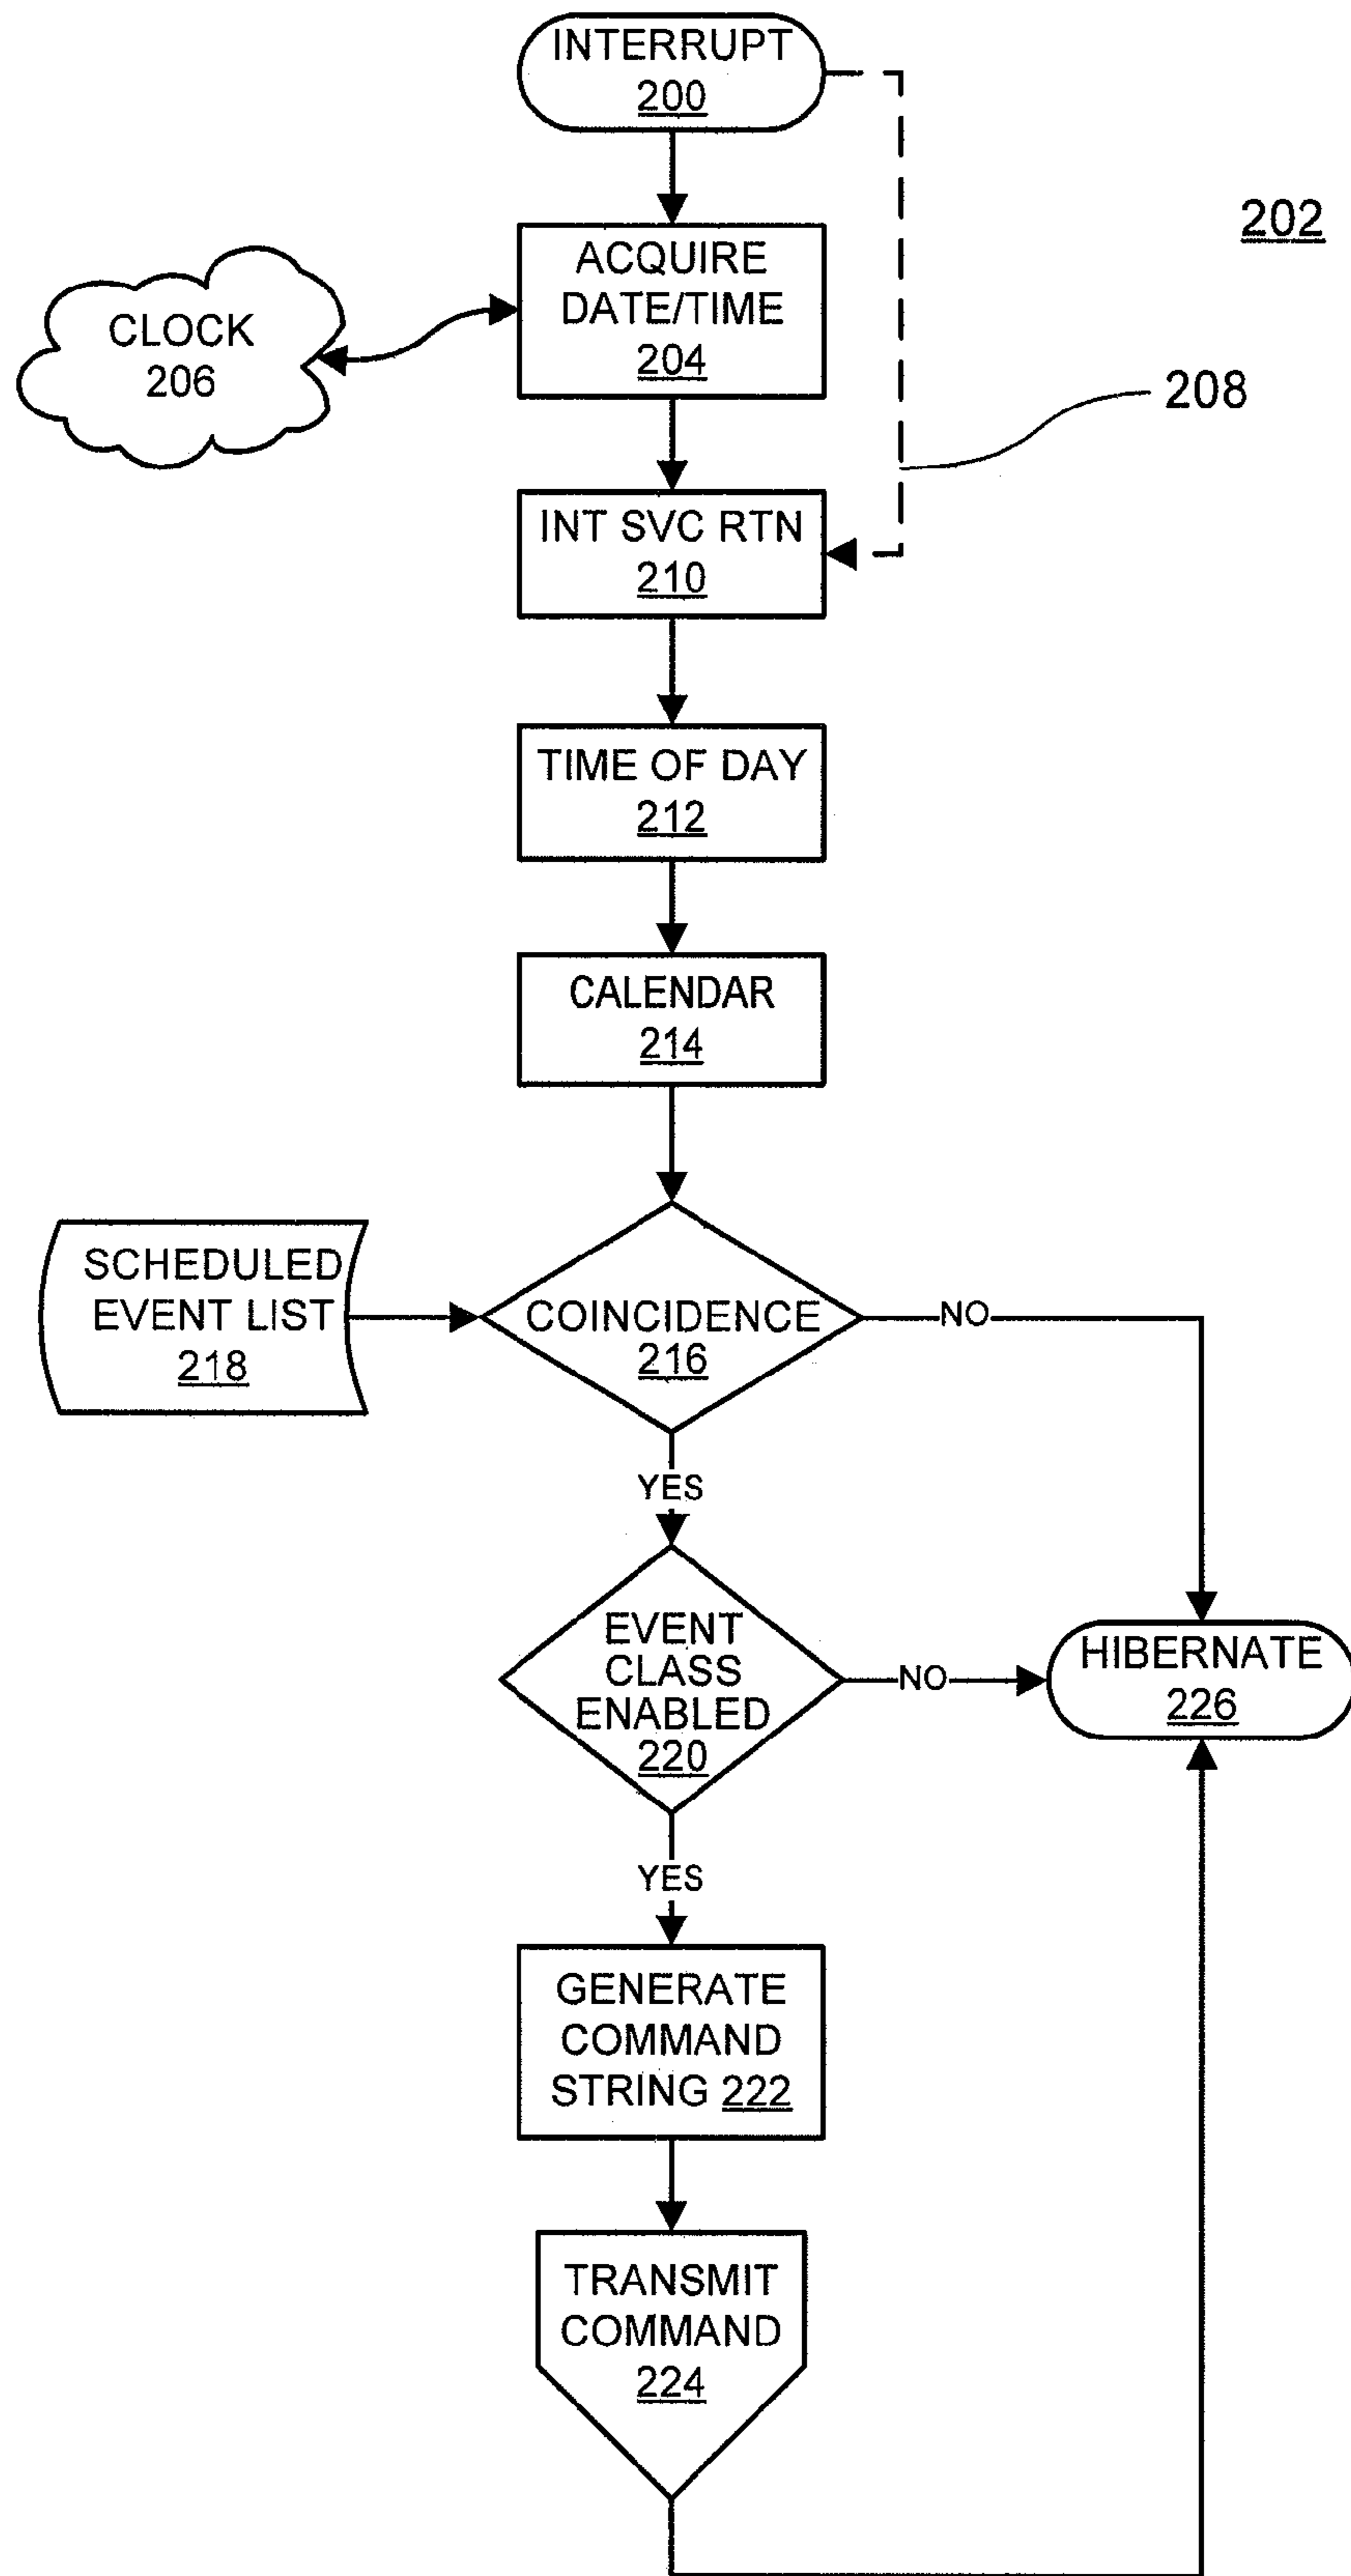 INTERRUPT
200
202
ACQUIRE
DATE/TIME
204
CLOCK
206
208
INT SVC RTN
210
TIME OF DAY
212
CALENDAR
214
SCHEDULED
EVENT LIST
218
COINCIDENCE
216
NO
YES
EVENT
CLASS
ENABLED
220
NO
HIBERNATE
226
YES
GENERATE
COMMAND
STRING 222
TRANSMIT
COMMAND
224